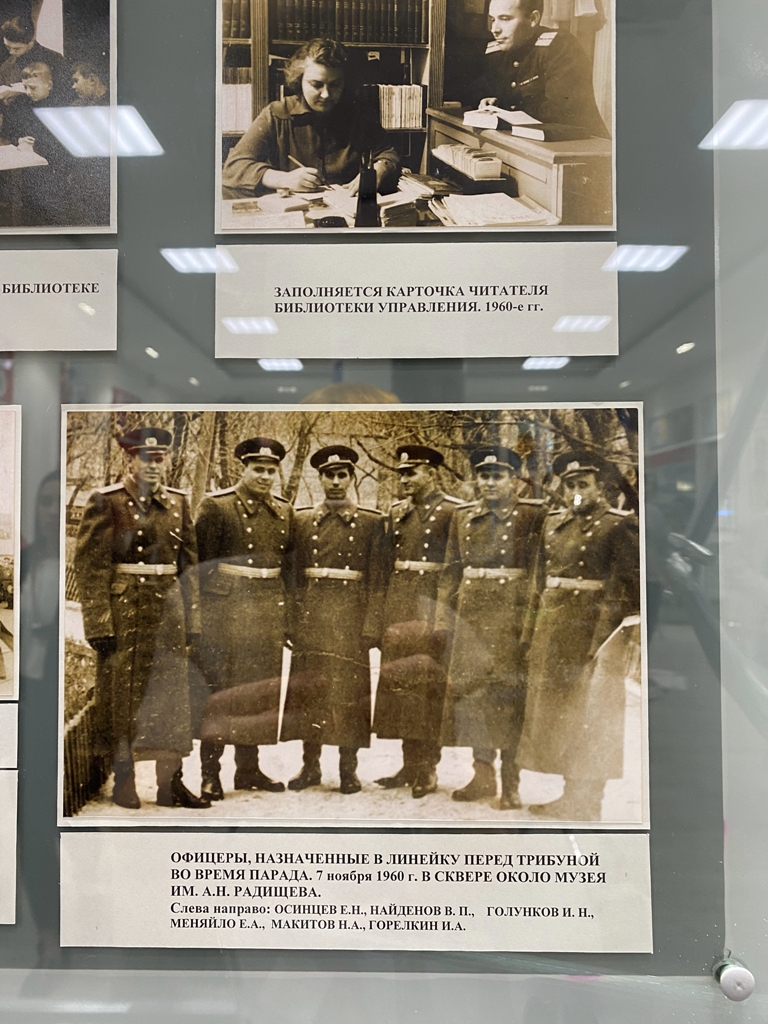 БИБЛИОТЕКЕ
ЗАПОЛНЯЕТСЯ КАРТОЧКА ЧИТАТЕЛЯ
БИБЛИОТЕКИ УПРАВЛЕНИЯ. 1960-е гг.
ОФИЦЕРЫ, НАЗНАЧЕННЫЕ В ЛИНЕЙКУ ПЕРЕД ТРИБУНОЙ
ВО ВРЕМЯ ПАРАДА. 7 ноября 1960 г. В СКВЕРЕ ОКОЛО МУЗЕЯ
ИМ. А.Н. РАДИЩЕВА.
Слева направо: ОСИНЦЕВ Е.Н., НАЙДЕНОВ В. П., ГОЛУНКОВ И. Н.,
МЕНЯЙЛО Е.А., МАКИТОВ Н.А., ГОРЕЛКИН И.А.